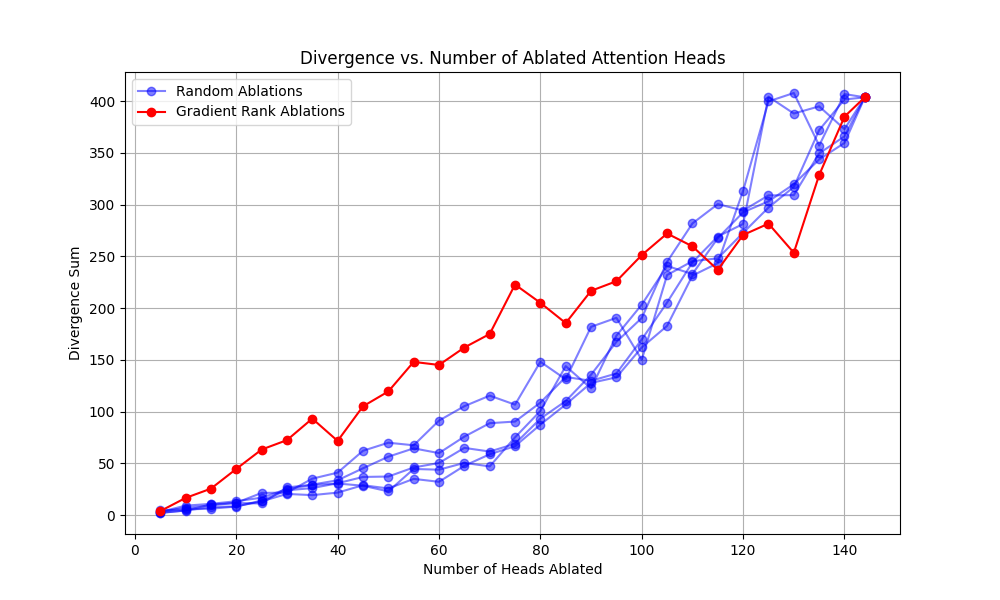 Divergence vs. Number of Ablated Attention Heads
Random Ablations
Gradient Rank Ablations
Divergence Sum
400
350
300
250
200
150
100
50
0
0 20 40 60 80 100 120 140
Number of Heads Ablated